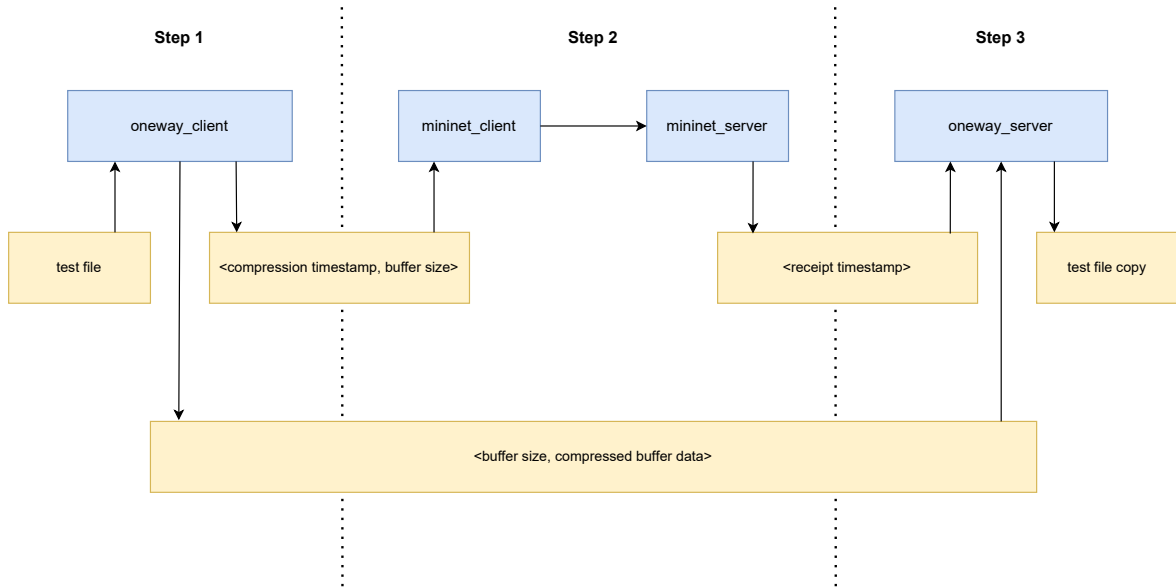 Step 1
Step 2
Step 3
oneway_client
mininet_client
mininet_server
oneway_server
test file
<compression timestamp, buffer size>
<receipt timestamp>
test file copy
<buffer size, compressed buffer data>